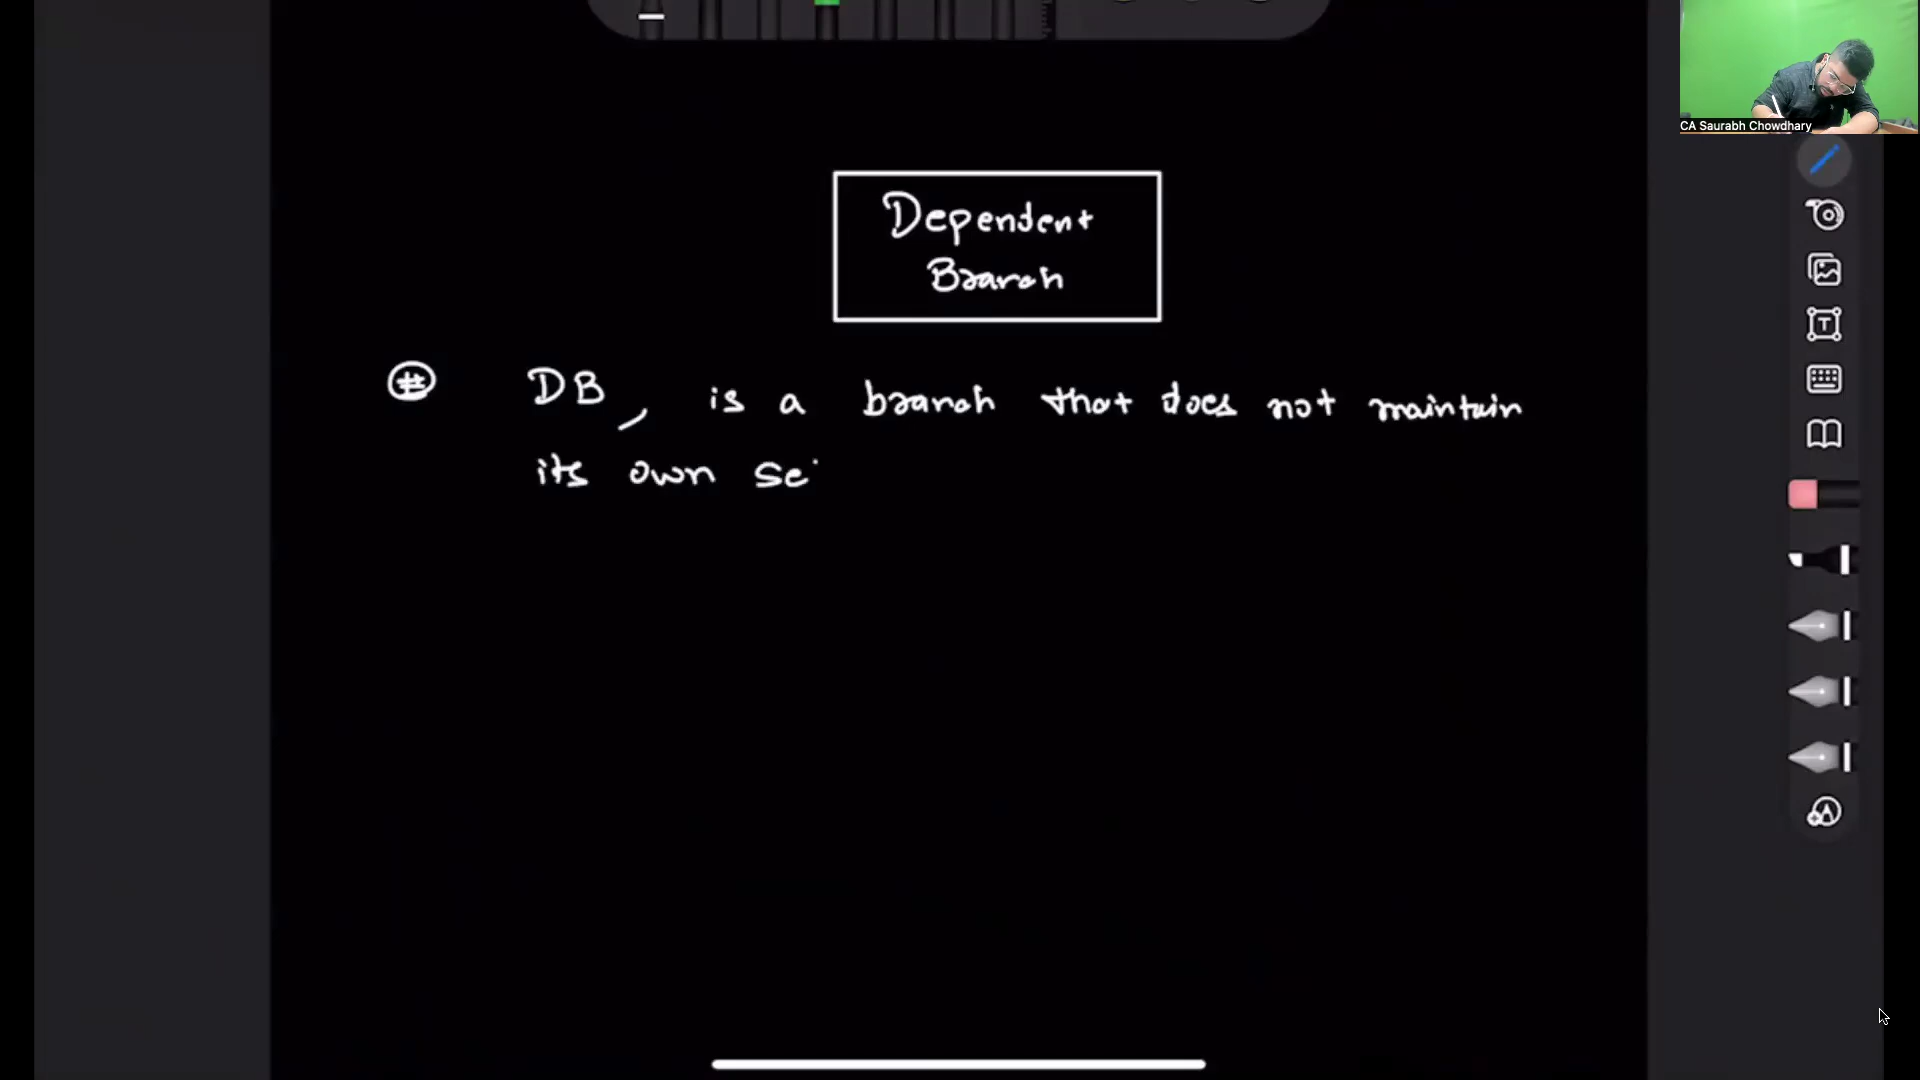 CA Saurabh Chowdhary
Dependent
Branch
# DB, is a branch that does not maintain
its own se